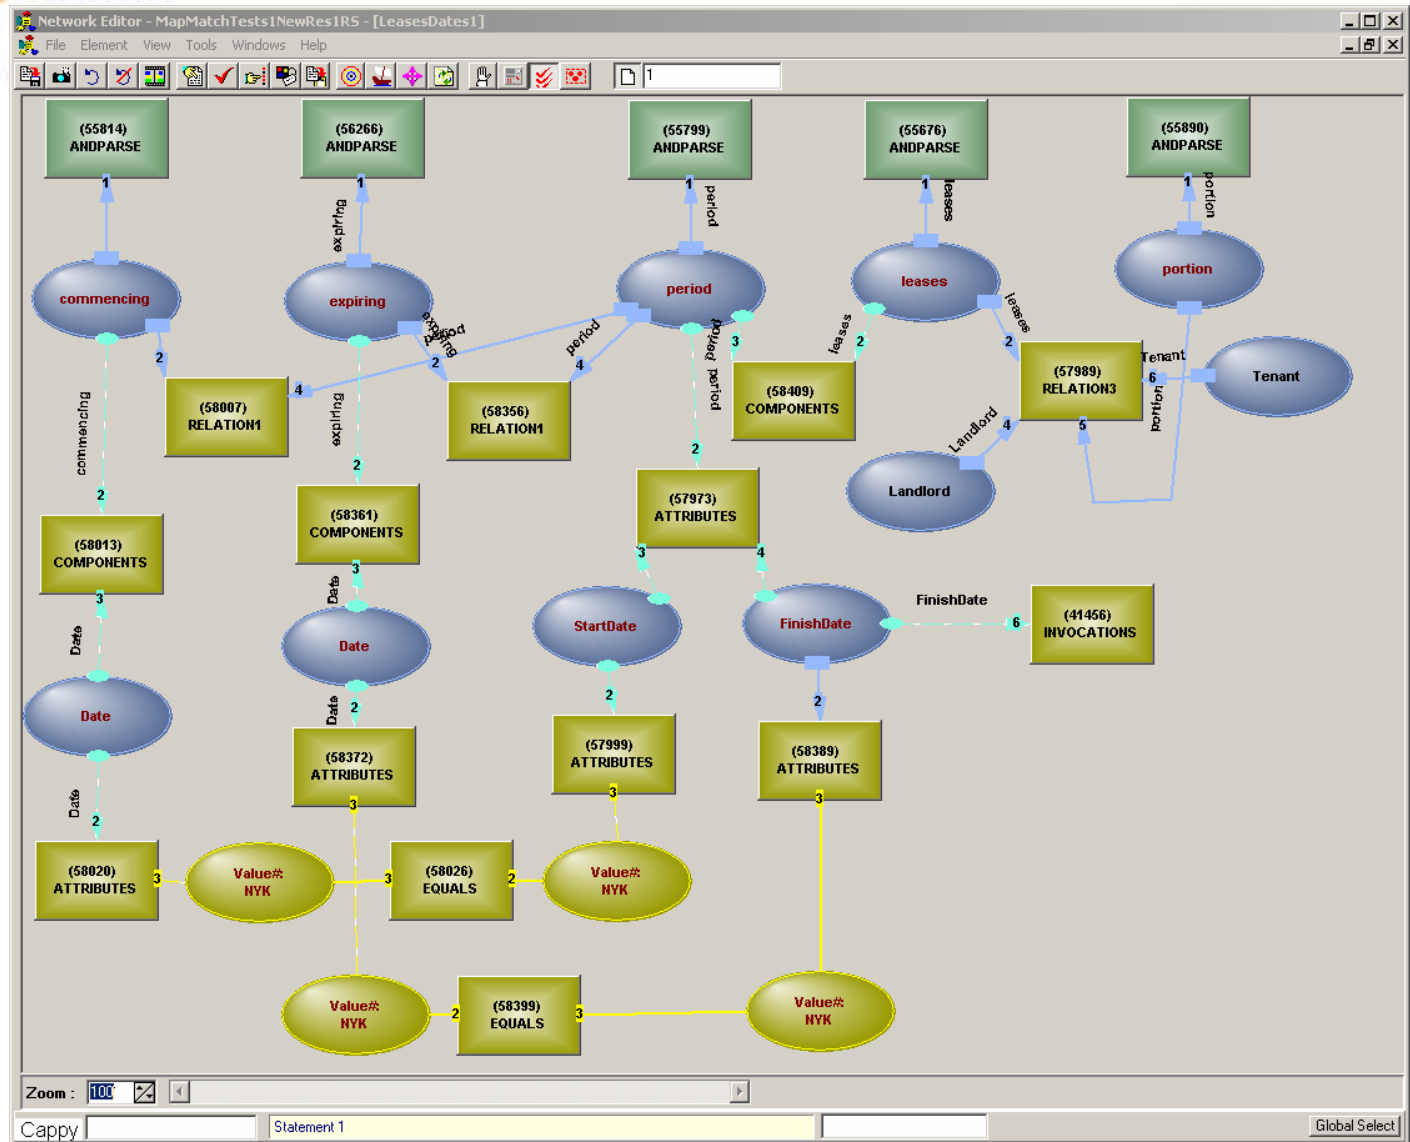 Network Editor - MapMatchTests1NewRes1RS - [LeasesDates1]
File Element View Tools Windows Help
1
(55814)
ANDPARSE
(56266)
ANDPARSE
(55799)
ANDPARSE
(55676)
ANDPARSE
(55890)
ANDPARSE
1
1
expiring
1
period
1
leases
1
portion
commencing
expiring
period
leases
portion
2
expiring
period
2
4
period
4
period
3
leases
2
leases
2
(58007)
RELATION1
(58356)
RELATION1
(58409)
COMPONENTS
(57989)
RELATION3
Tenant
6
portion
Tenant
commencing
expiring
period
Landlord
4
5
Landlord
2
2
2
(58013)
COMPONENTS
(58361)
COMPONENTS
(57973)
ATTRIBUTES
3
Date
3
Date
3
4
Date
Date
StartDate
FinishDate
FinishDate
6
(41456)
INVOCATIONS
Date
2
Date
2
2
2
(58020)
ATTRIBUTES
(58372)
ATTRIBUTES
(57999)
ATTRIBUTES
(58389)
ATTRIBUTES
3
3
3
3
Value#:
NYK
3
(58026)
EQUALS
2
Value#:
NYK
Value#:
NYK
2
(58399)
EQUALS
3
Value#:
NYK
Zoom : 100
Cappy
Statement 1
Global Select